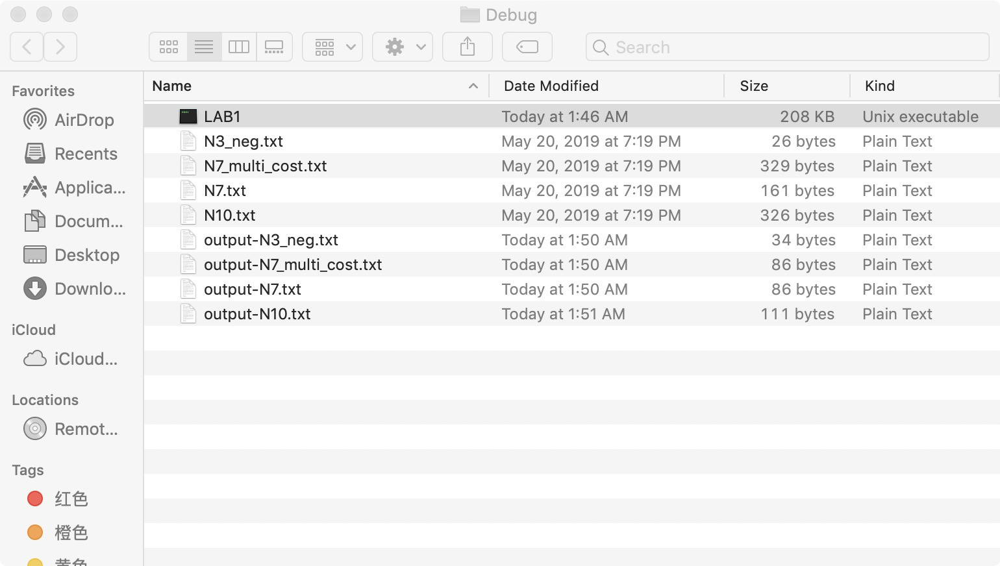 Debug
Search
Favorites
AirDrop
Recents
Applica...
Docum...
Desktop
Downlo...
iCloud
iCloud...
Locations
Remot...
Tags
红色
橙色
黄色
Name Date Modified Size Kind
LAB1 Today at 1:46 AM 208 KB Unix executable
N3_neg.txt May 20, 2019 at 7:19 PM 26 bytes Plain Text
N7_multi_cost.txt May 20, 2019 at 7:19 PM 329 bytes Plain Text
N7.txt May 20, 2019 at 7:19 PM 161 bytes Plain Text
N10.txt May 20, 2019 at 7:19 PM 326 bytes Plain Text
output-N3_neg.txt Today at 1:50 AM 34 bytes Plain Text
output-N7_multi_cost.txt Today at 1:50 AM 86 bytes Plain Text
output-N7.txt Today at 1:50 AM 86 bytes Plain Text
output-N10.txt Today at 1:51 AM 111 bytes Plain Text